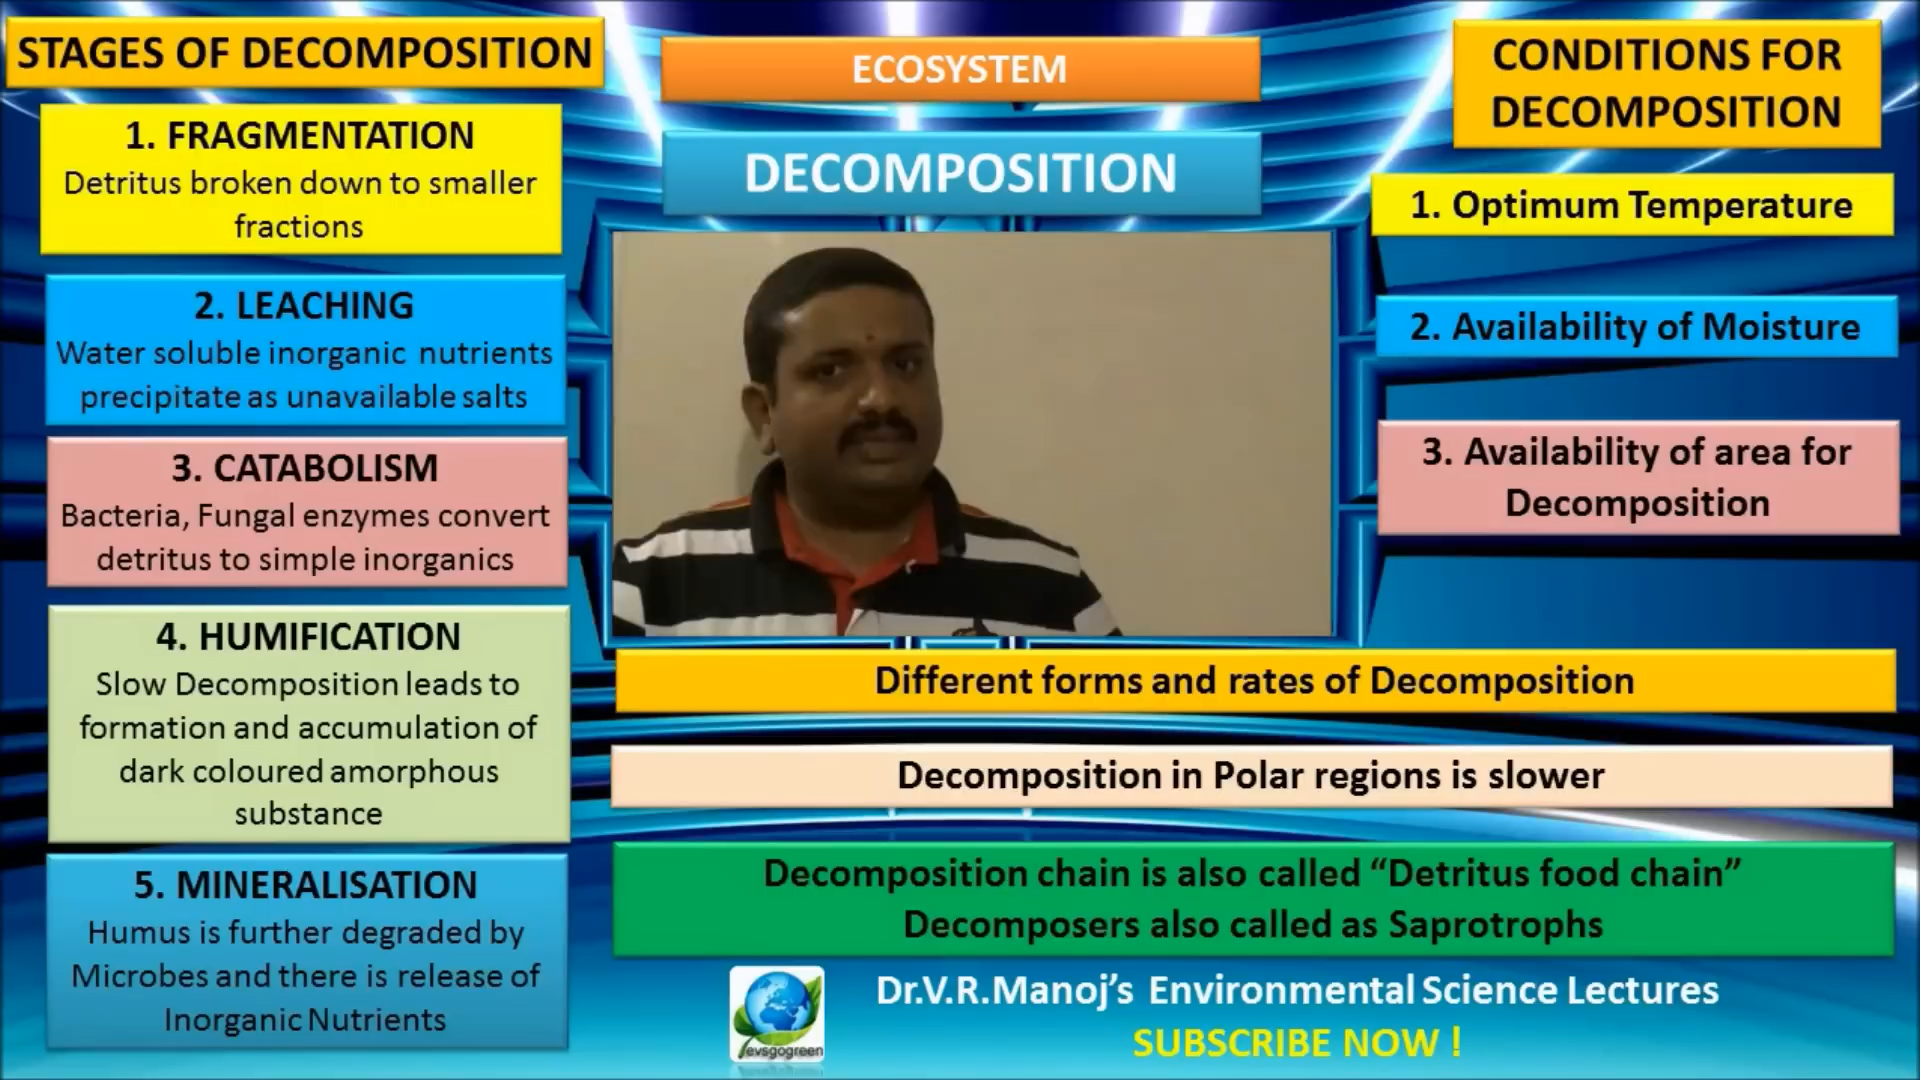 STAGES OF DECOMPOSITION
1. FRAGMENTATION
Detritus broken down to smaller
fractions
2. LEACHING
Water soluble inorganic nutrients
precipitate as unavailable salts
3. CATABOLISM
Bacteria, Fungal enzymes convert
detritus to simple inorganics
4. HUMIFICATION
Slow Decomposition leads to
formation and accumulation of
dark coloured amorphous
substance
5. MINERALISATION
Humus is further degraded by
Microbes and there is release of
Inorganic Nutrients
ECOSYSTEM
DECOMPOSITION
CONDITIONS FOR
DECOMPOSITION
1. Optimum Temperature
2. Availability of Moisture
3. Availability of area for
Decomposition
Different forms and rates of Decomposition
Decomposition in Polar regions is slower
Decomposition chain is also called “Detritus food chain”
Decomposers also called as Saprotrophs
evsgogreen
Dr.V.R.Manoj’s Environmental Science Lectures
SUBSCRIBE NOW !